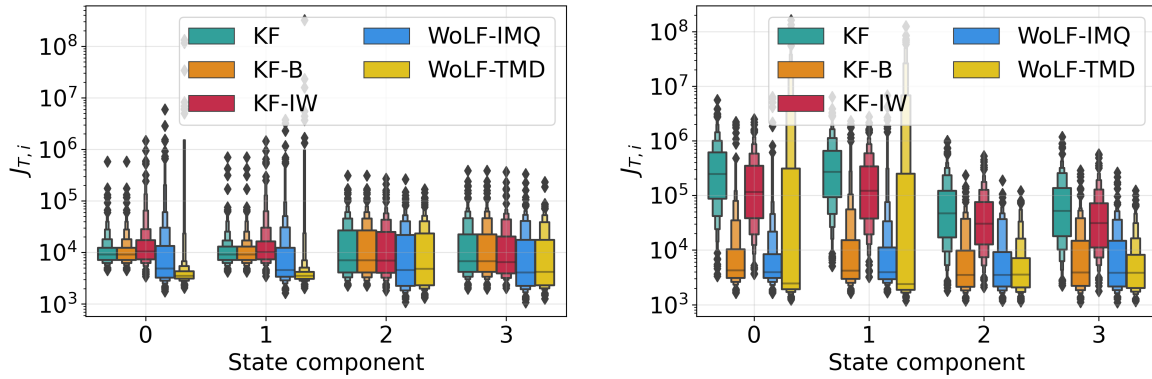 10^8
10^7
10^6
10^5
10^4
10^3
J_{T,i}
KF
KF-B
KF-IW
WoLF-IMQ
WoLF-TMD
0 1 2 3
State component
10^8
10^7
10^6
10^5
10^4
10^3
J_{T,i}
KF
KF-B
KF-IW
WoLF-IMQ
WoLF-TMD
0 1 2 3
State component